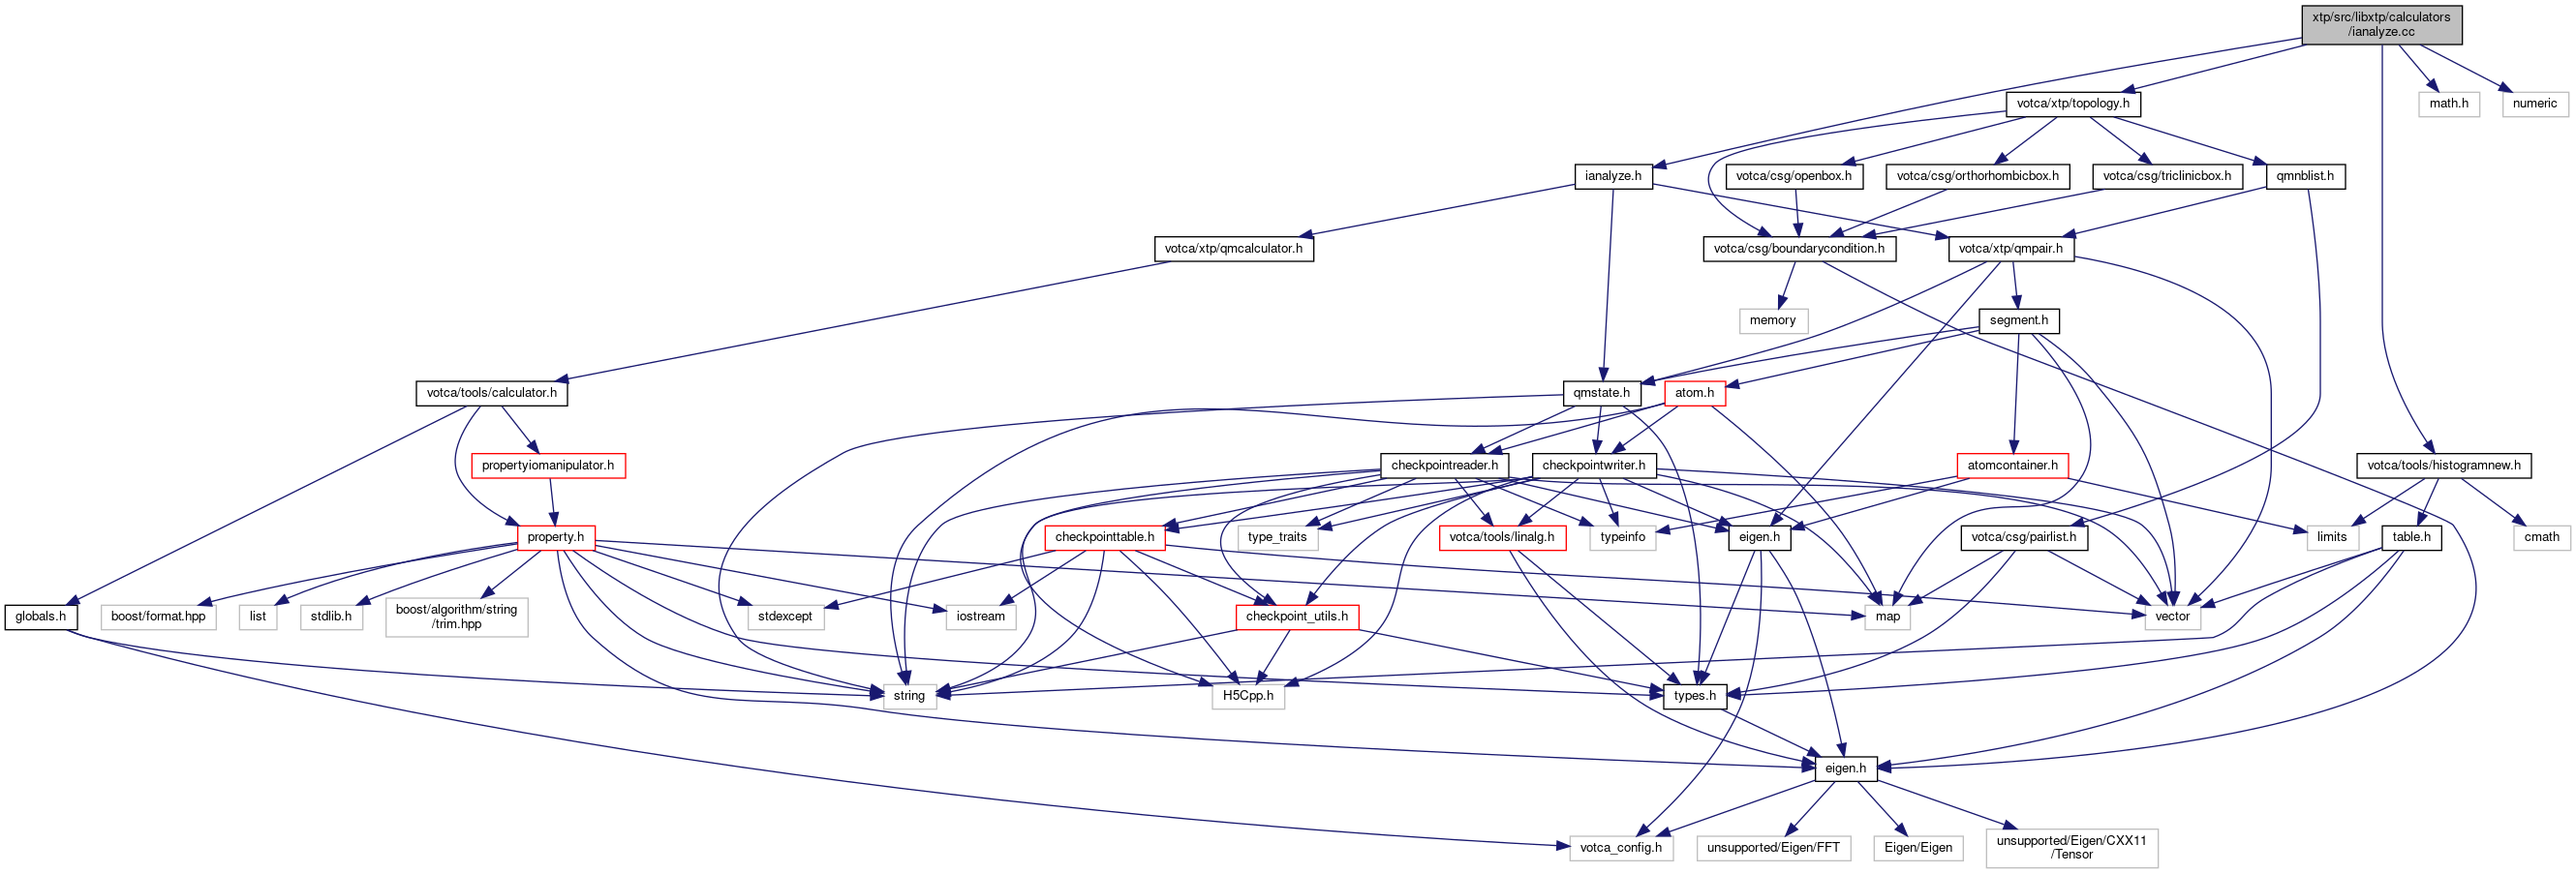 xtp/src/libxtp/calculators
/ianalyze.cc
votca/xtp/topology.h
math.h
numeric
ianalyze.h
votca/csg/openbox.h
votca/csg/orthorhombicbox.h
votca/csg/triclinicbox.h
qmnblist.h
votca/xtp/qmcalculator.h
votca/csg/boundarycondition.h
votca/xtp/qmpair.h
memory
segment.h
votca/tools/calculator.h
qmstate.h
atom.h
propertyiomanipulator.h
checkpointreader.h
checkpointwriter.h
atomcontainer.h
votca/tools/histogramnew.h
property.h
checkpointtable.h
type_traits
votca/tools/linalg.h
typeinfo
eigen.h
votca/csg/pairlist.h
limits
table.h
cmath
globals.h
boost/format.hpp
list
stdlib.h
boost/algorithm/string
/trim.hpp
stdexcept
iostream
checkpoint_utils.h
map
vector
string
H5Cpp.h
types.h
eigen.h
votca_config.h
unsupported/Eigen/FFT
Eigen/Eigen
unsupported/Eigen/CXX11
/Tensor